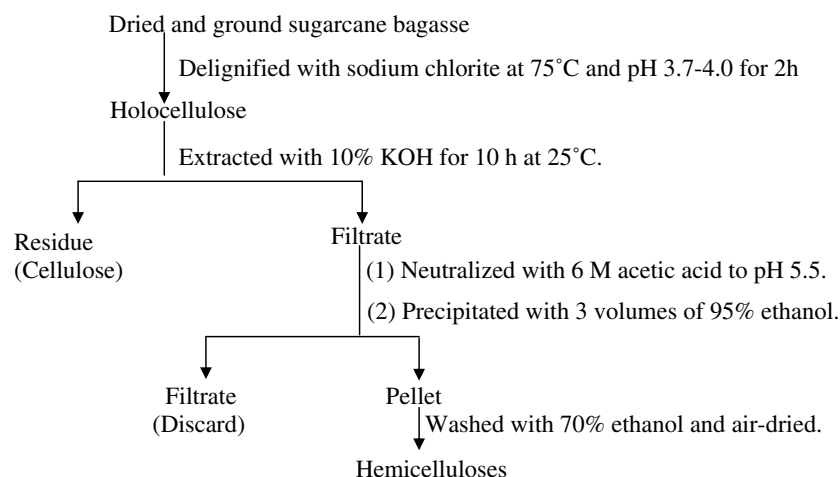 Dried and ground sugarcane bagasse
Delignified with sodium chlorite at 75˚C and pH 3.7-4.0 for 2h
Holocellulose
Extracted with 10% KOH for 10 h at 25˚C.
Residue
(Cellulose)
Filtrate
(1) Neutralized with 6 M acetic acid to pH 5.5.
(2) Precipitated with 3 volumes of 95% ethanol.
Filtrate
(Discard)
Pellet
Washed with 70% ethanol and air-dried.
Hemicelluloses